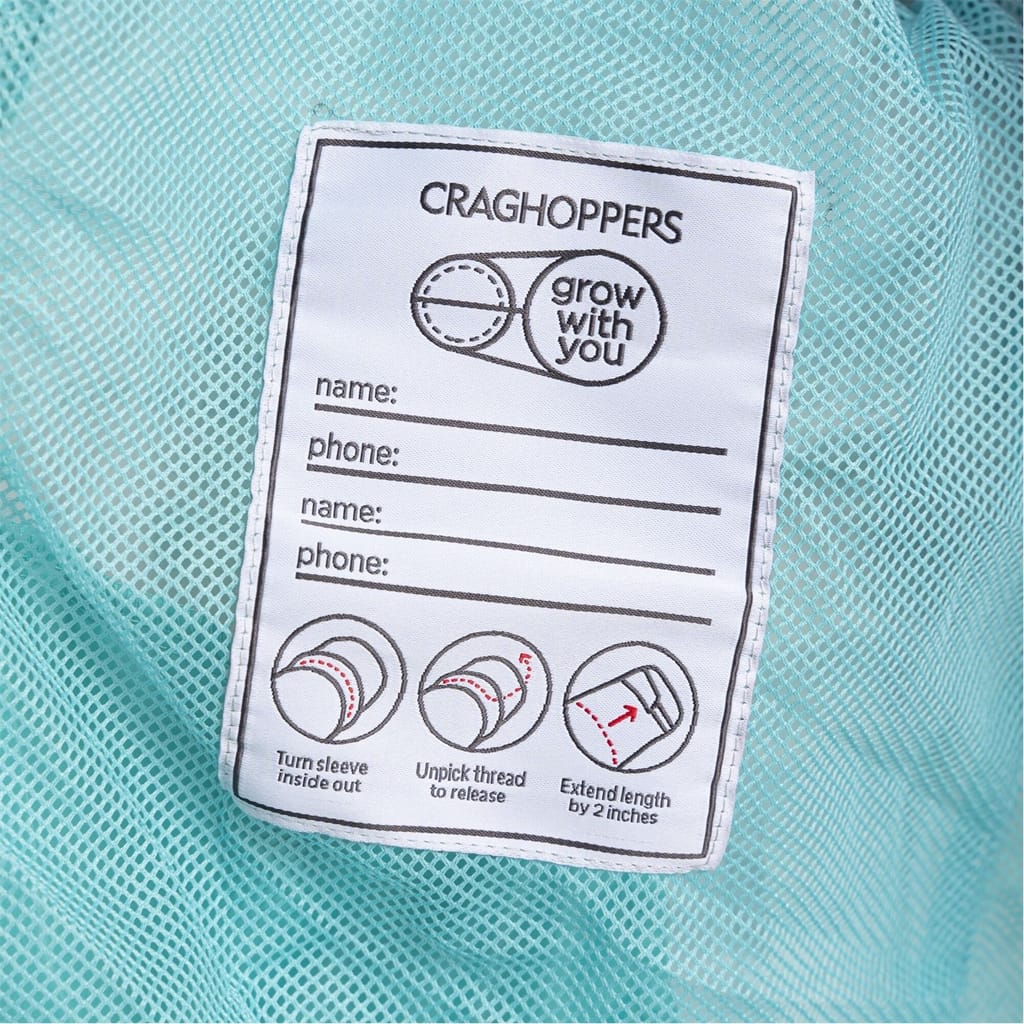 CRAGHOPPERS
grow
with
you
name:
phone:
name:
phone:
Turn sleeve
inside out
Unpick thread
to release
Extend length
by 2 inches